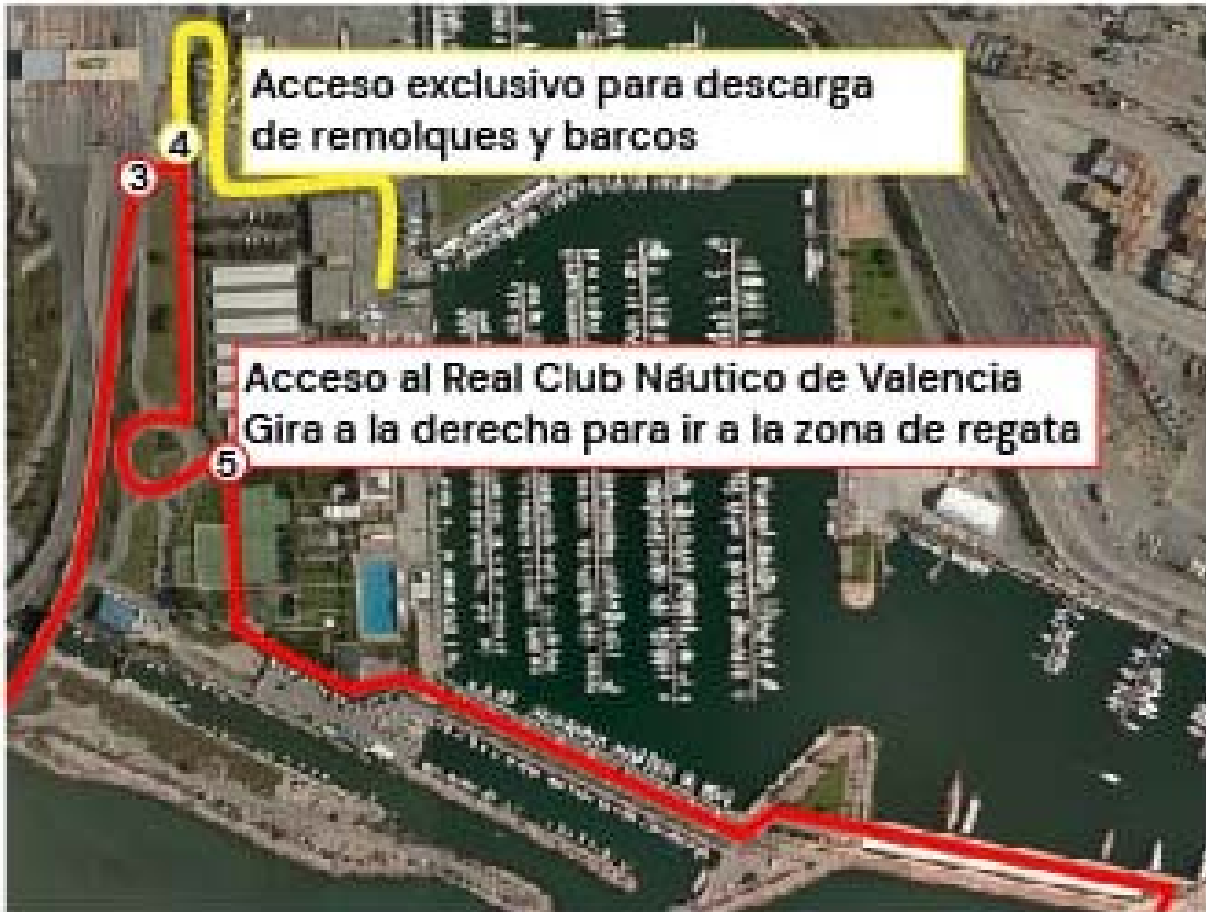 Acceso exclusivo para descarga
de remolques y barcos
4
3
Acceso al Real Club Náutico de Valencia
Gira a la derecha para ir a la zona de regata
5